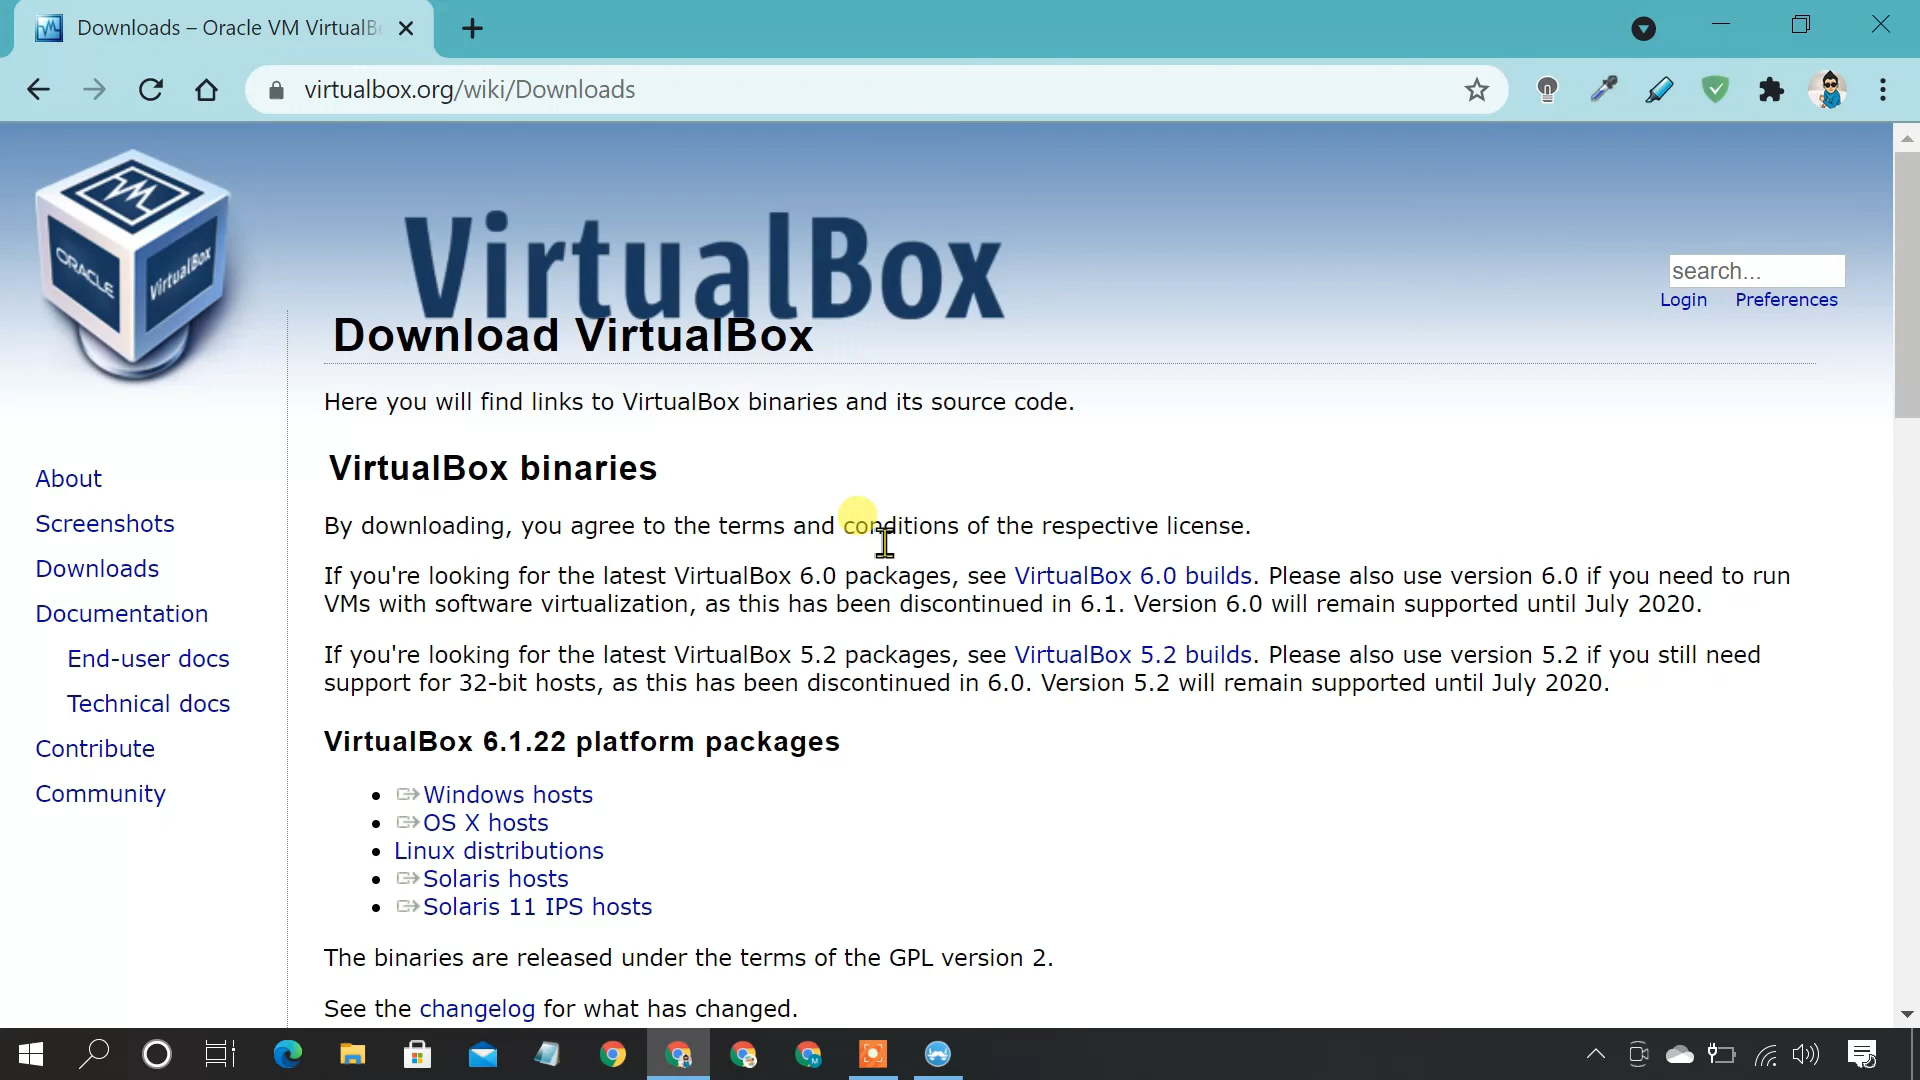 Downloads – Oracle VM VirtualB
virtualbox.org/wiki/Downloads
ORACLE
VirtualBox
VirtualBox
search...
Login Preferences
Download VirtualBox
Here you will find links to VirtualBox binaries and its source code.
VirtualBox binaries
By downloading, you agree to the terms and conditions of the respective license.
If you're looking for the latest VirtualBox 6.0 packages, see VirtualBox 6.0 builds. Please also use version 6.0 if you need to run
VMs with software virtualization, as this has been discontinued in 6.1. Version 6.0 will remain supported until July 2020.
If you're looking for the latest VirtualBox 5.2 packages, see VirtualBox 5.2 builds. Please also use version 5.2 if you still need
support for 32-bit hosts, as this has been discontinued in 6.0. Version 5.2 will remain supported until July 2020.
VirtualBox 6.1.22 platform packages
Windows hosts
OS X hosts
Linux distributions
Solaris hosts
Solaris 11 IPS hosts
The binaries are released under the terms of the GPL version 2.
See the changelog for what has changed.
About
Screenshots
Downloads
Documentation
End-user docs
Technical docs
Contribute
Community